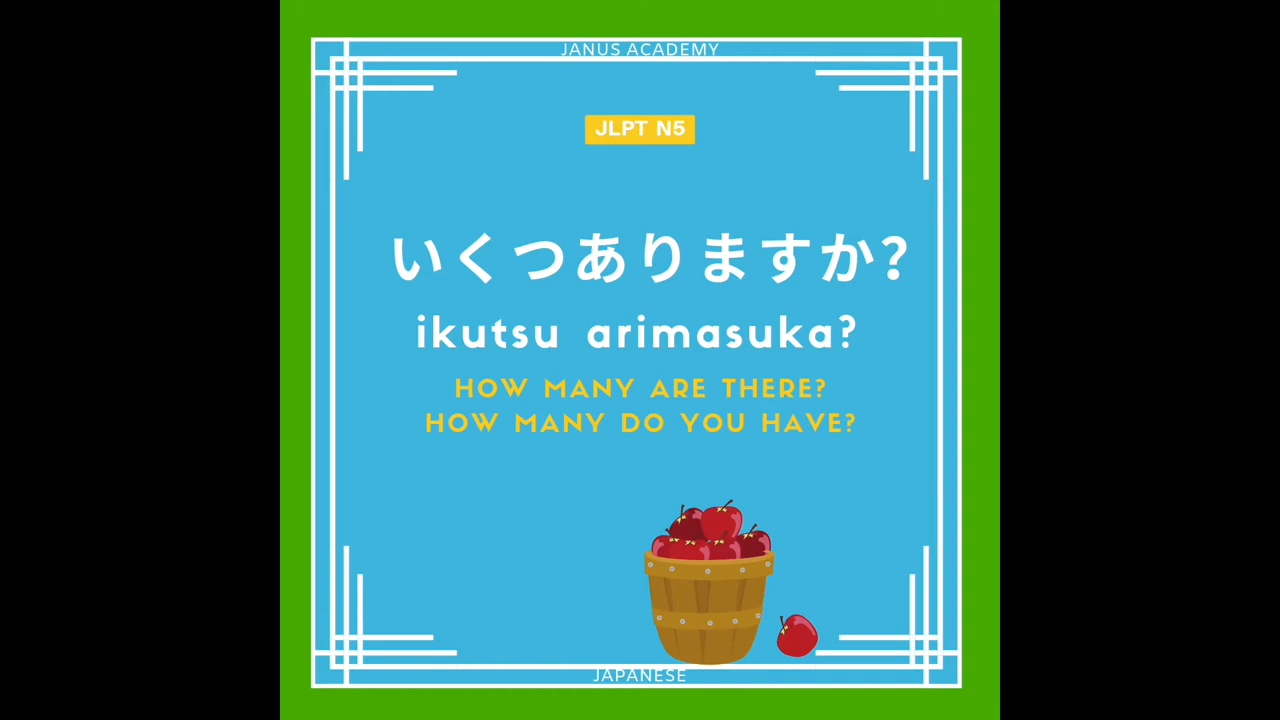 JANUS ACADEMY
JLPT N5
いくつありますか?
ikutsu arimasuka?
HOW MANY ARE THERE?
HOW MANY DO YOU HAVE?
JAPANESE